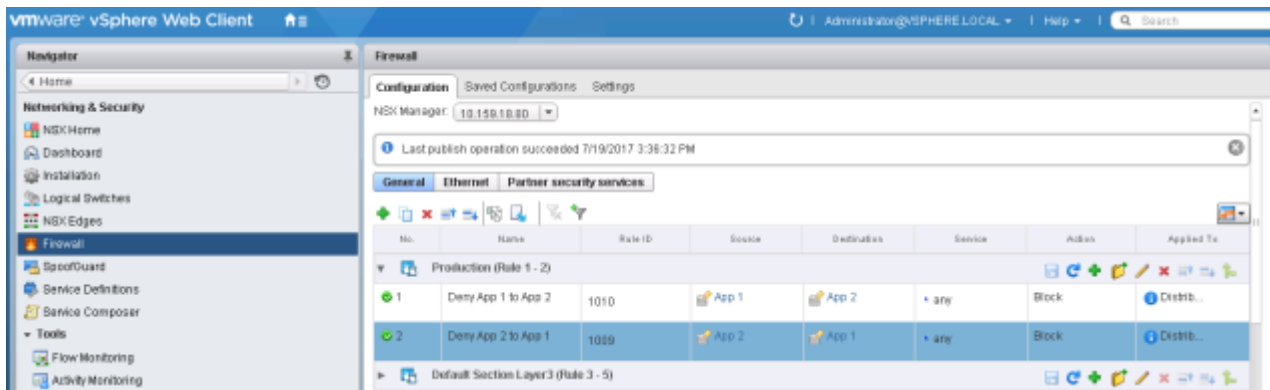 vmware® vSphere Web Client
Administrator@VSPHERE.LOCAL
Help
Search
Navigator
Home
Networking & Security
NSX Home
Dashboard
Installation
Logical Switches
NSX Edges
Firewall
SpoofGuard
Service Definitions
Service Composer
Tools
Flow Monitoring
Activity Monitoring
Firewall
Configuration Saved Configurations Settings
NSX Manager: 10.159.18.80
Last publish operation succeeded 7/19/2017 3:36:32 PM
General Ethernet Partner security services
No. Name Rule ID Source Destination Service Action Applied To
Production (Rule 1 - 2)
1 Deny App 1 to App 2 1010 App 1 App 2 any Block Distrib...
2 Deny App 2 to App 1 1009 App 2 App 1 any Block Distrib...
Default Section Layer3 (Rule 3 - 5)